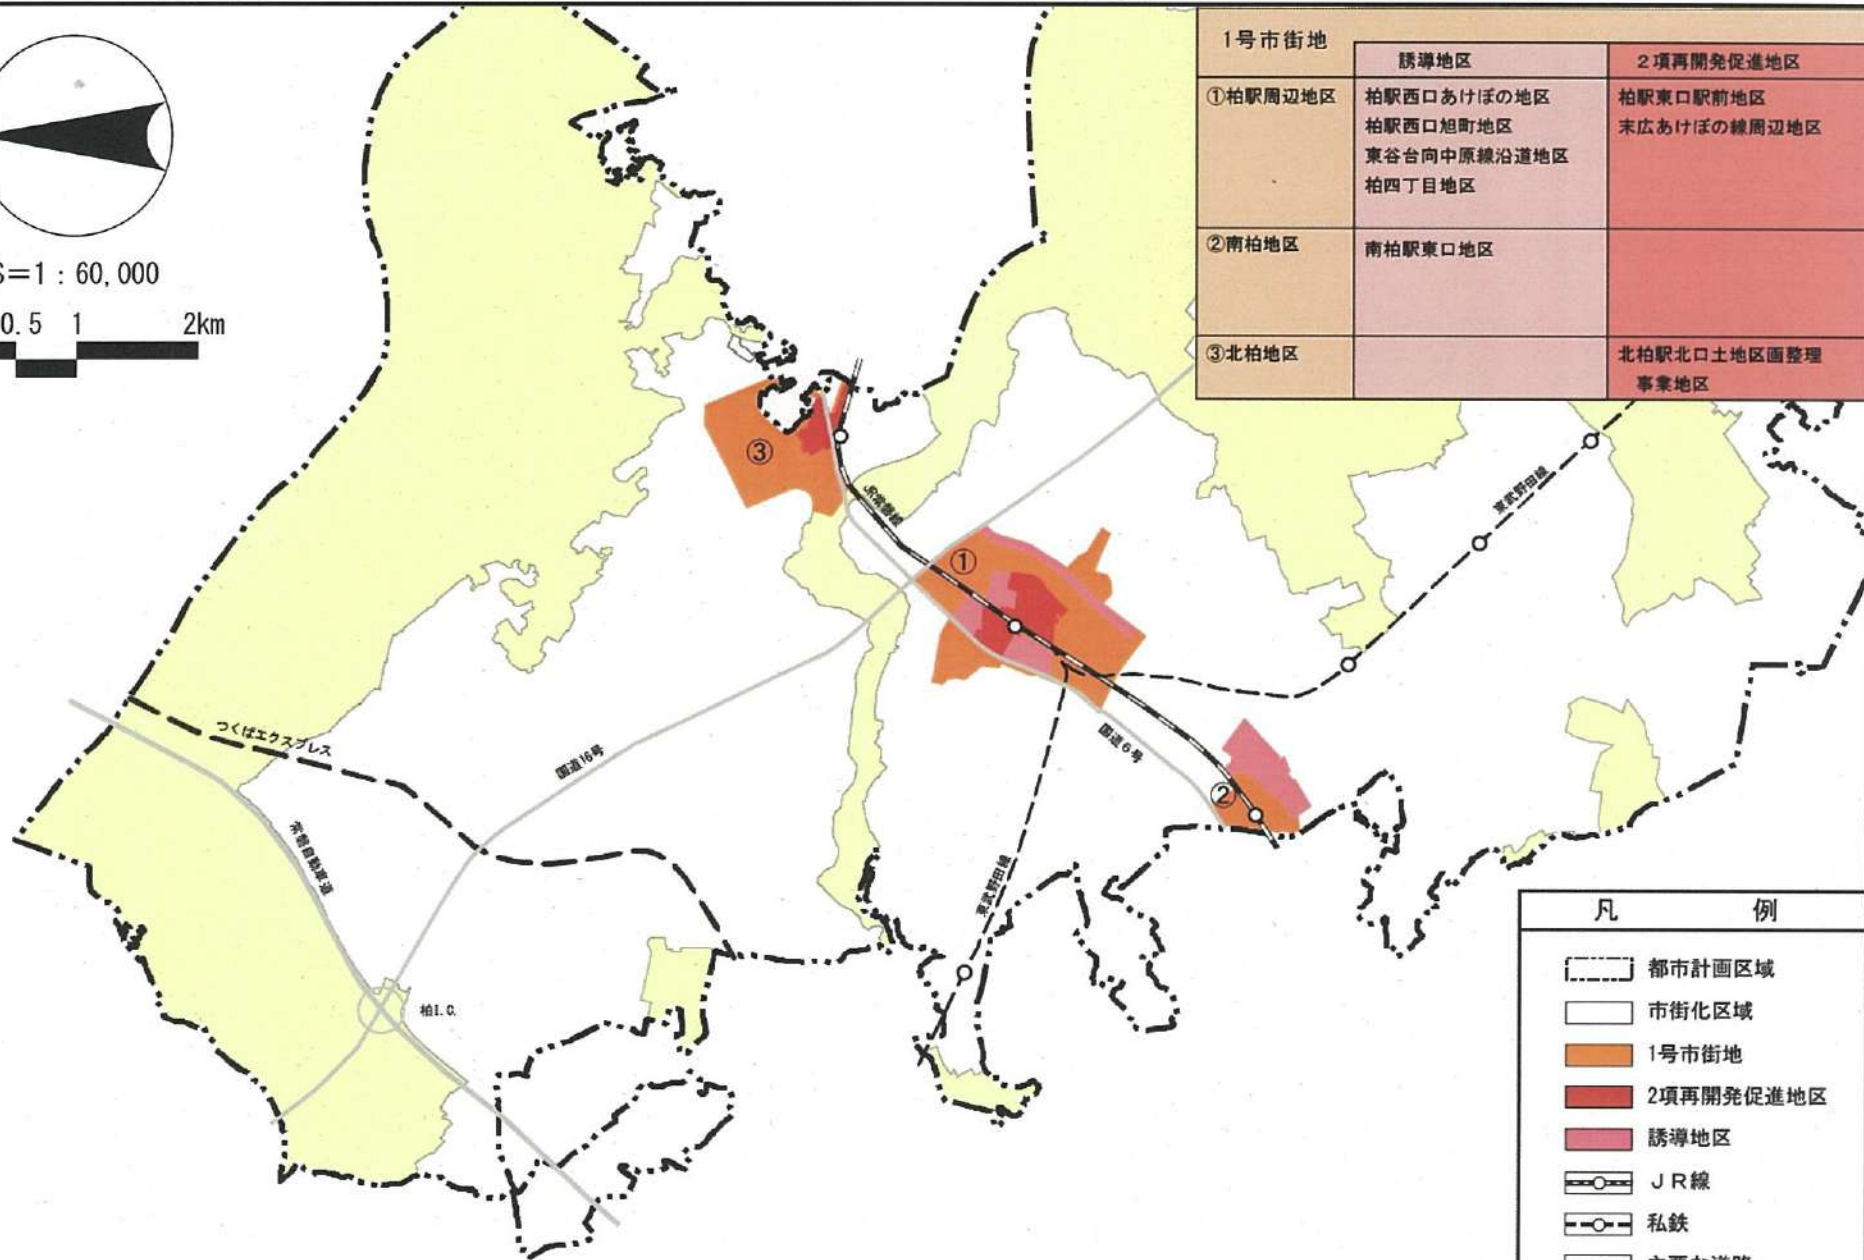 S=1:60,000
0.5 1 2km
1号市街地
誘導地区
2項再開発促進地区
①柏駅周辺地区
柏駅西口あけぼの地区
柏駅西口旭町地区
東谷台向中原線沿道地区
柏四丁目地区
柏駅東口駅前地区
末広あけぼの線周辺地区
②南柏地区
南柏駅東口地区
③北柏地区
北柏駅北口土地区画整理
事業地区
③
JR常磐線
①
東武野田線
つくばエクスプレス
国道16号
国道6号
②
常磐自動車道
東武野田線
柏I.C.
凡例
都市計画区域
市街化区域
1号市街地
2項再開発促進地区
誘導地区
JR線
私鉄
主要な道路